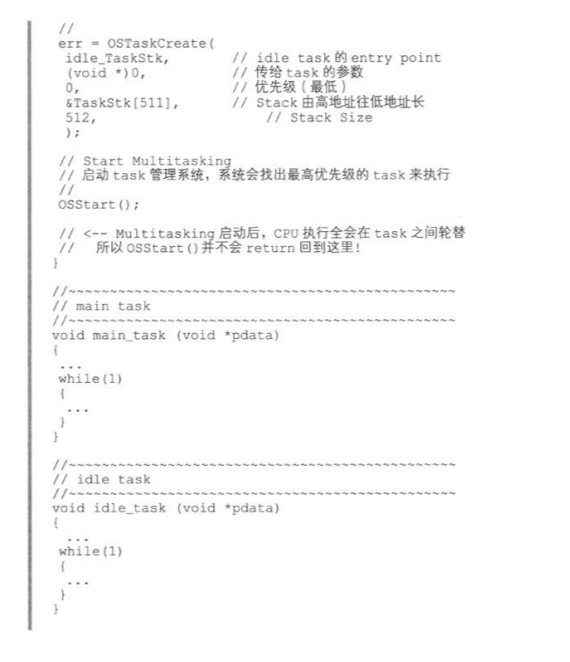 //
err = OSTaskCreate(
idle_TaskStk, // idle task 的 entry point
(void *)0, // 传给 task 的参数
0, // 优先级(最低)
&TaskStk[511], // Stack 由高地址往低地址长
512, // Stack Size
);
// Start Multitasking
// 启动 task 管理系统，系统会找出最高优先级的 task 来执行
//
OSStart();
// <-- Multitasking 启动后，CPU 执行全会在 task 之间轮替
// 所以 OSStart()并不会 return 回到这里!
}
//~~~~~~~~~~~~~~~~~~~~~~~~~~~~~~~~~~~~~~~~~~~~~~
// main task
//~~~~~~~~~~~~~~~~~~~~~~~~~~~~~~~~~~~~~~~~~~~~~~
void main_task (void *pdata)
{
...
while(1)
{
...
}
}
//~~~~~~~~~~~~~~~~~~~~~~~~~~~~~~~~~~~~~~~~~~~~~~
// idle task
//~~~~~~~~~~~~~~~~~~~~~~~~~~~~~~~~~~~~~~~~~~~~~~
void idle_task (void *pdata)
{
...
while(1)
{
...
}
}